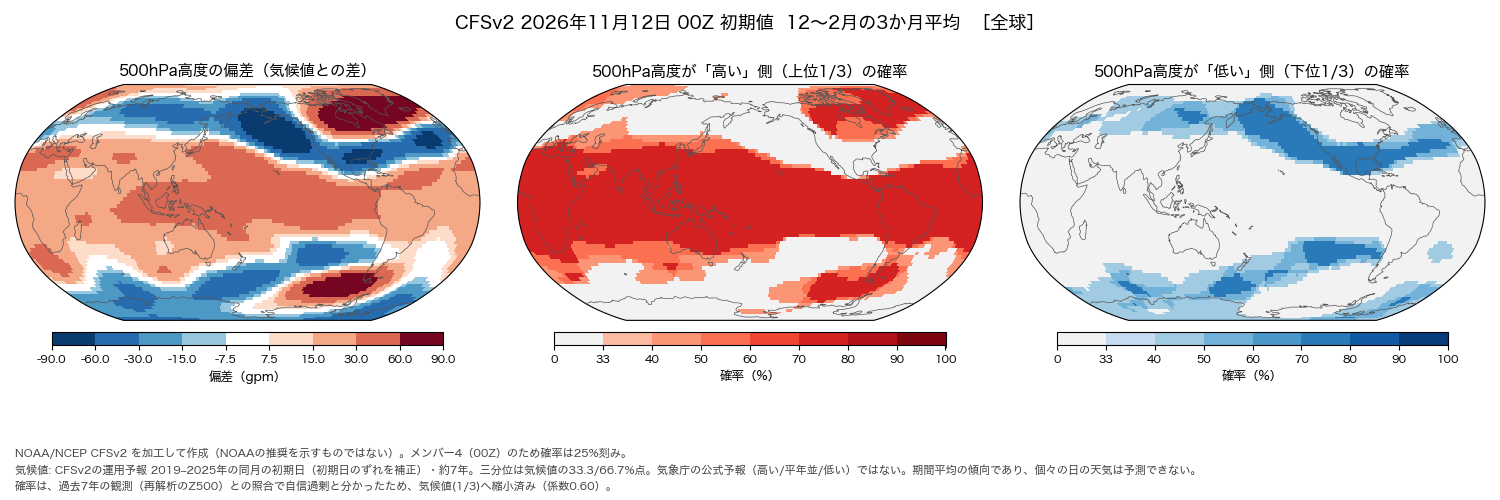 CFSv2 2026年11月12日 00Z 初期値  12〜2月の3か月平均  ［全球］
500hPa高度の偏差（気候値との差）
500hPa高度が「高い」側（上位1/3）の確率
500hPa高度が「低い」側（下位1/3）の確率
-90.0 -60.0 -30.0 -15.0 -7.5 7.5 15.0 30.0 60.0 90.0
偏差（gpm）
0 33 40 50 60 70 80 90 100
確率（%）
0 33 40 50 60 70 80 90 100
確率（%）
NOAA/NCEP CFSv2 を加工して作成（NOAAの推奨を示すものではない）。メンバー4（00Z）のため確率は25%刻み。
気候値: CFSv2の運用予報 2019–2025年の同月の初期日（初期日のずれを補正）・約7年。三分位は気候値の33.3/66.7%点。気象庁の公式予報（高い/平年並/低い）ではない。期間平均の傾向であり、個々の日の天気は予測できない。
確率は、過去7年の観測（再解析のZ500）との照合で自信過剰と分かったため、気候値(1/3)へ縮小済み（係数0.60）。